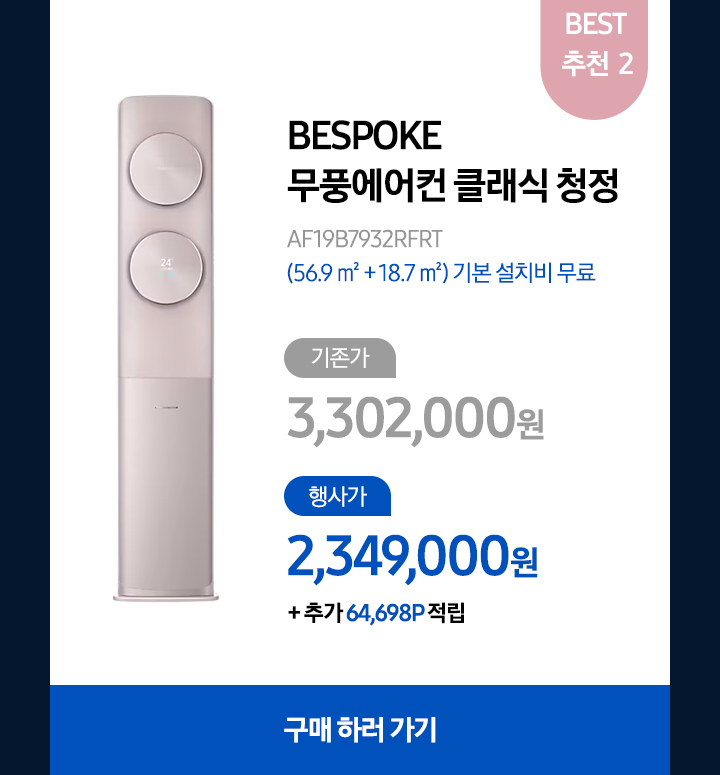 BEST
추천 2
BESPOKE
무풍에어컨 클래식 청정
AF19B7932RFRT
(56.9 ㎡ + 18.7 ㎡) 기본 설치비 무료
24°
기존가
3,302,000원
행사가
2,349,000원
+ 추가 64,698P 적립
구매 하러 가기